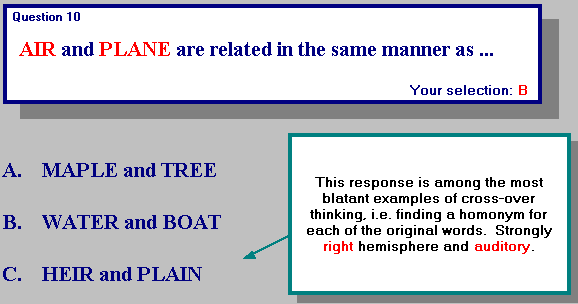 Question 10
AIR and PLANE are related in the same manner as ...
Your selection: B
A. MAPLE and TREE
B. WATER and BOAT
C. HEIR and PLAIN
This response is among the most
blatant examples of cross-over
thinking, i.e. finding a homonym for
each of the original words. Strongly
right hemisphere and auditory.